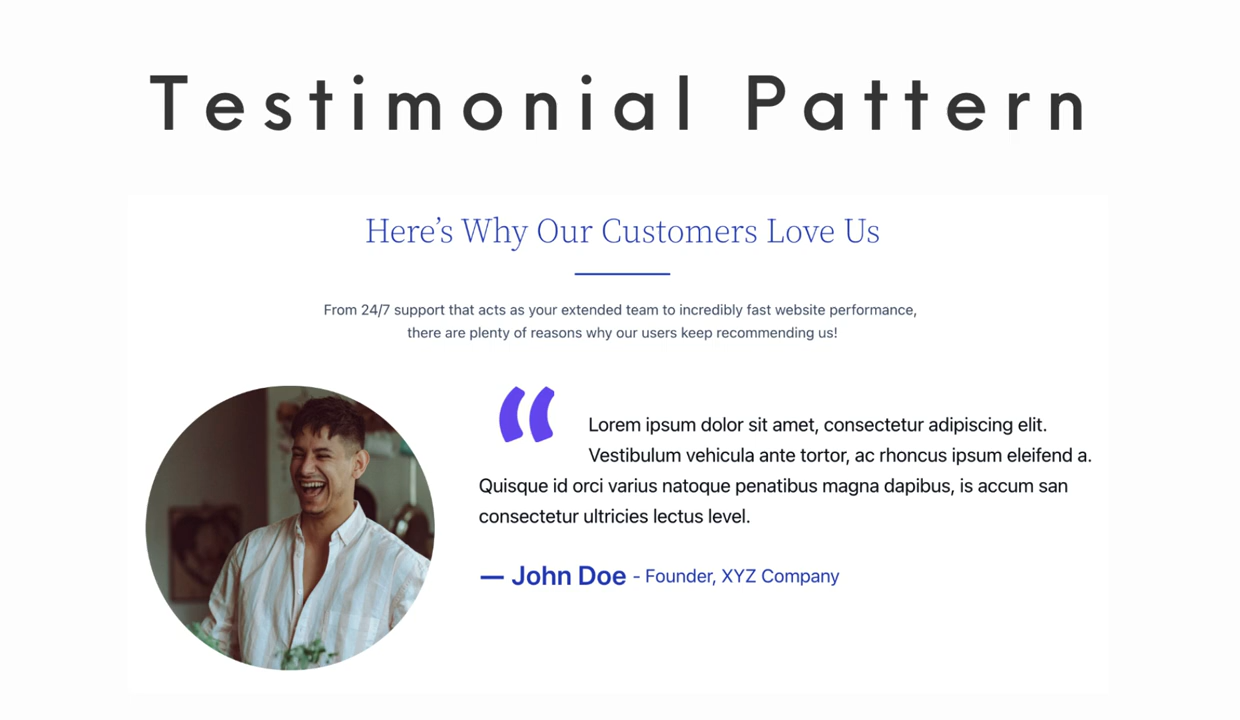 Testimonial Pattern
Here’s Why Our Customers Love Us
From 24/7 support that acts as your extended team to incredibly fast website performance,
there are plenty of reasons why our users keep recommending us!
“
Lorem ipsum dolor sit amet, consectetur adipiscing elit.
Vestibulum vehicula ante tortor, ac rhoncus ipsum eleifend a.
Quisque id orci varius natoque penatibus magna dapibus, is accum san
consectetur ultricies lectus level.
— John Doe - Founder, XYZ Company